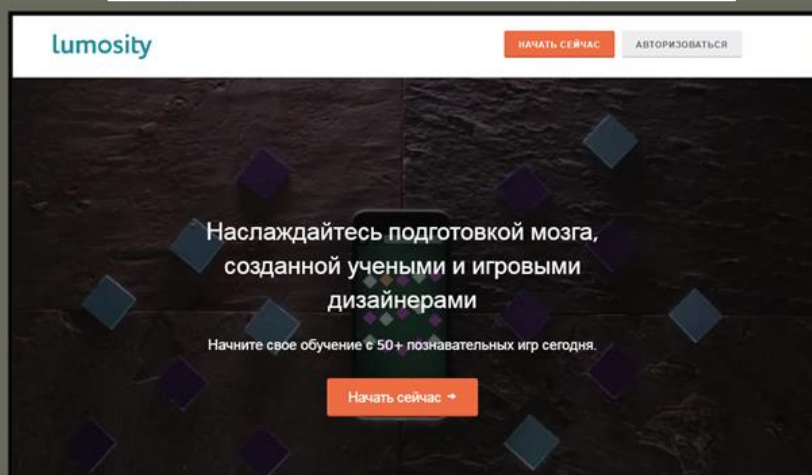 lumosity
НАЧАТЬ СЕЙЧАС
АВТОРИЗОВАТЬСЯ
Наслаждайтесь подготовкой мозга,
созданной учеными и игровыми
дизайнерами
Начните свое обучение с 50+ познавательных игр сегодня.
Начать сейчас →